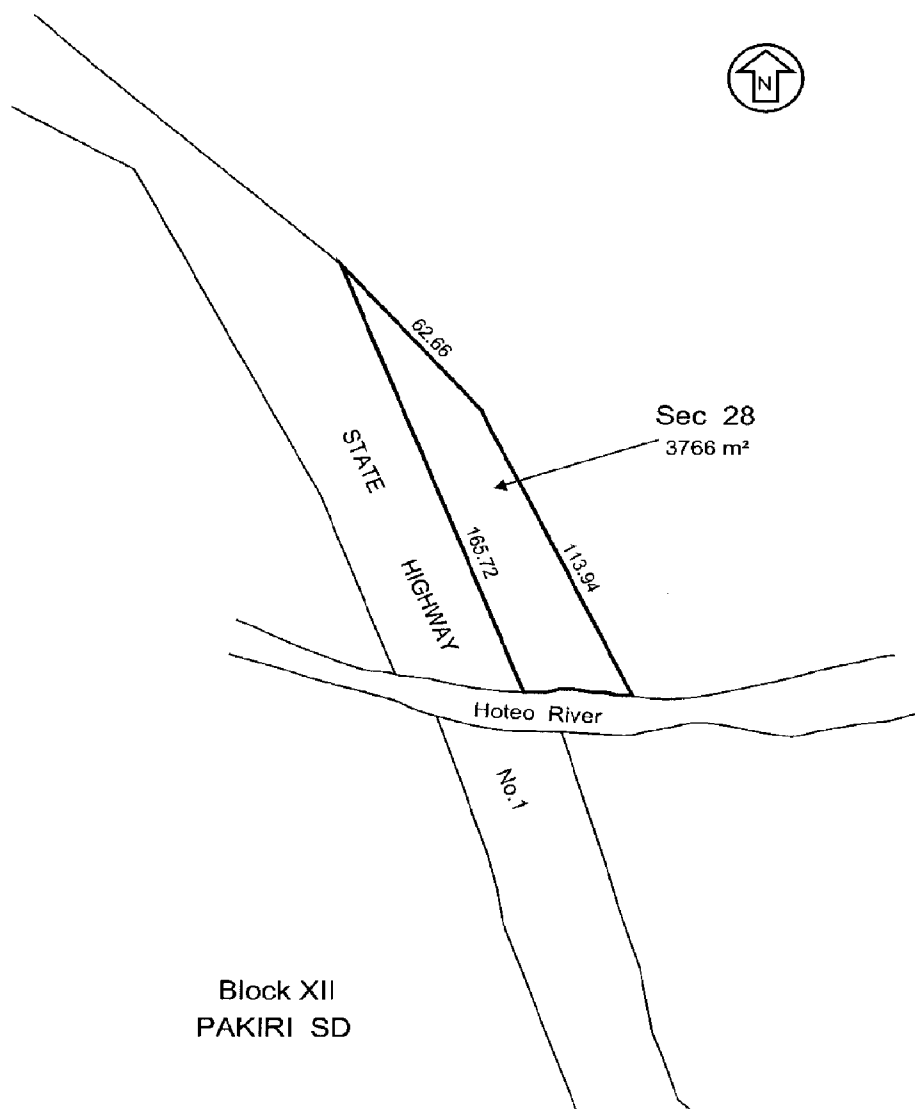 N
62.66
Sec 28
3766 m²
STATE
165.72
113.94
HIGHWAY
Hoteo River
No.1
Block XII
PAKIRI SD